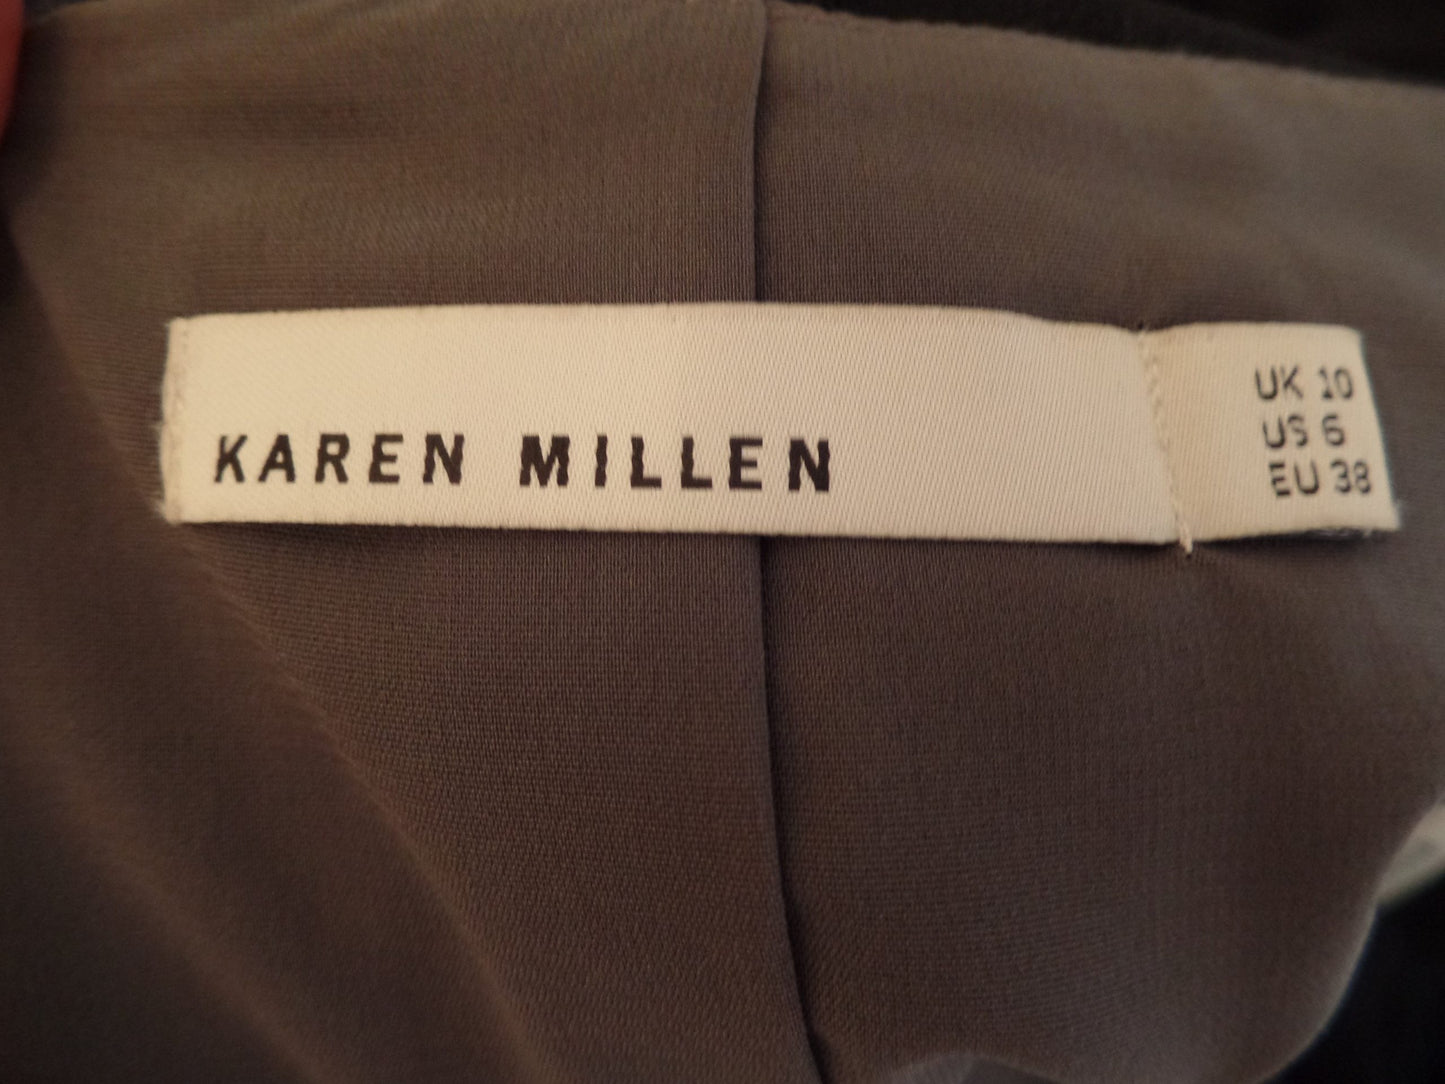 KAREN MILLEN
UK 10
US 6
EU 38